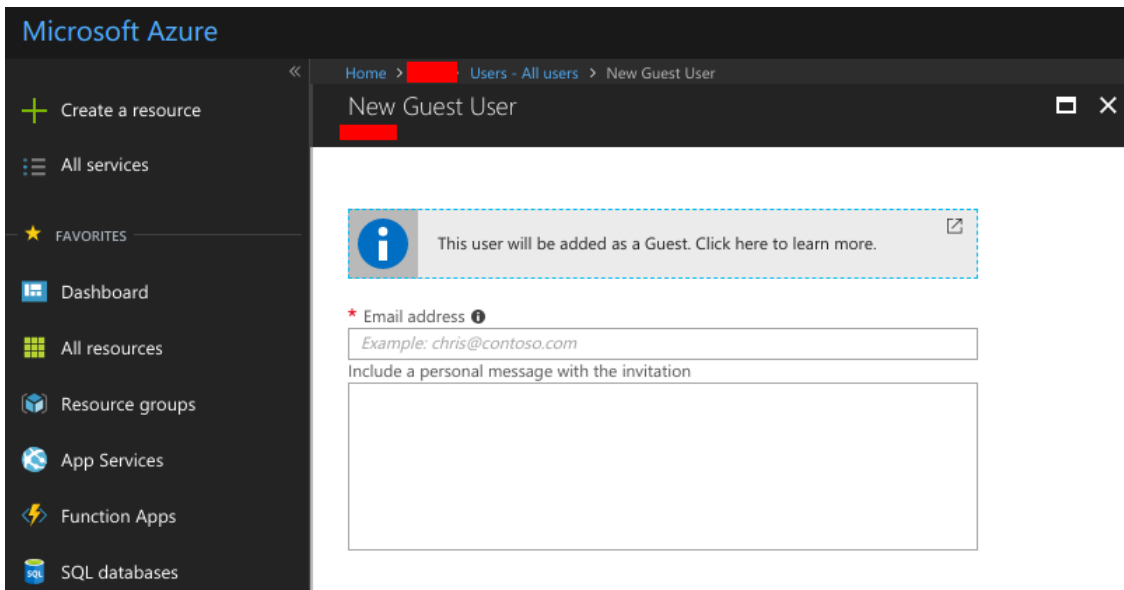 Microsoft Azure
«
Home > Users - All users > New Guest User
Create a resource
New Guest User
All services
FAVORITES
This user will be added as a Guest. Click here to learn more.
Dashboard
* Email address
Example: chris@contoso.com
All resources
Include a personal message with the invitation
Resource groups
App Services
Function Apps
SQL databases